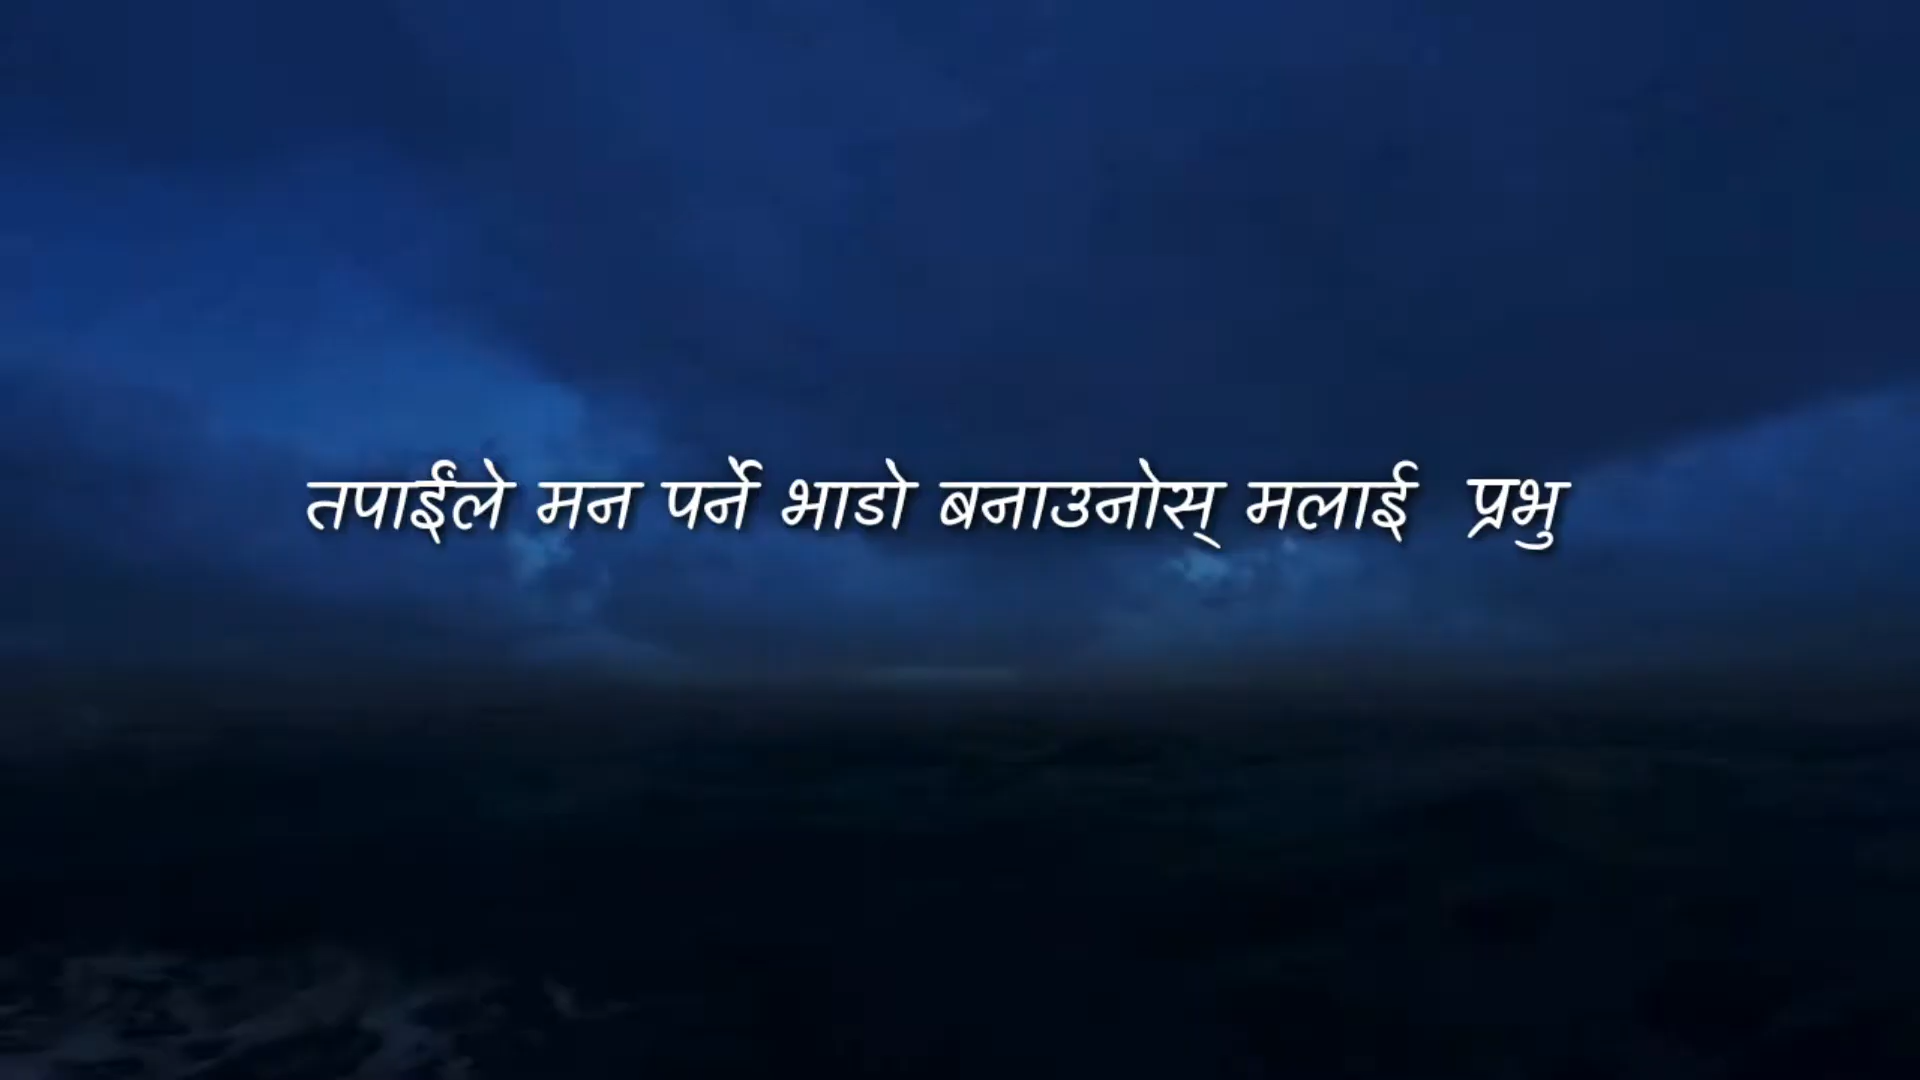 तपाईंले मन पर्ने भाडो बनाउनोस् मलाई प्रभु